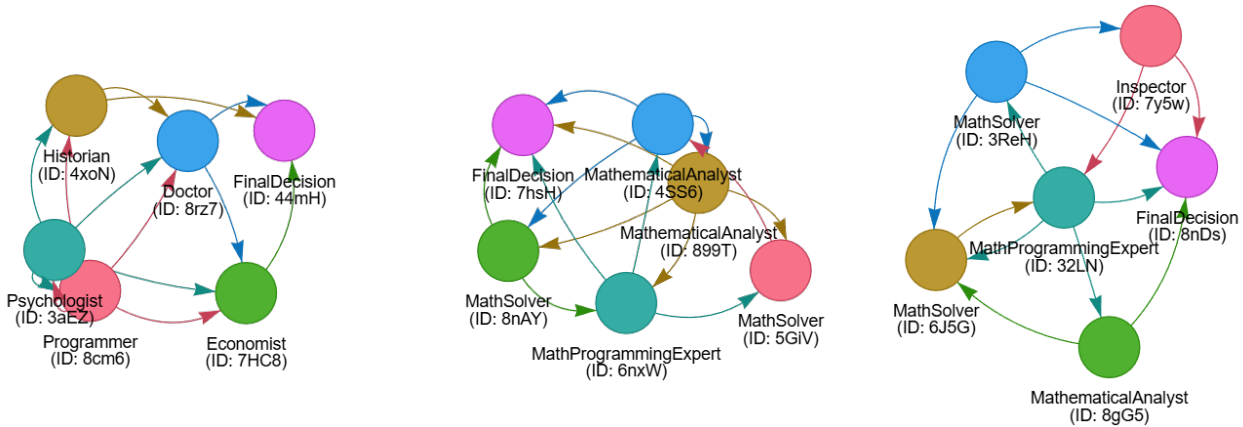 Historian
(ID: 4xoN)
Doctor
(ID: 8rz7)
FinalDecision
(ID: 44mH)
Psychologist
(ID: 3aEZ)
Programmer
(ID: 8cm6)
Economist
(ID: 7HC8)
FinalDecision
(ID: 7hsH)
MathematicalAnalyst
(ID: 4SS6)
MathematicalAnalyst
(ID: 899T)
MathSolver
(ID: 8nAY)
MathProgrammingExpert
(ID: 6nxW)
MathSolver
(ID: 5GiV)
Inspector
(ID: 7y5w)
MathSolver
(ID: 3ReH)
FinalDecision
(ID: 8nDs)
MathProgrammingExpert
(ID: 32LN)
MathSolver
(ID: 6J5G)
MathematicalAnalyst
(ID: 8gG5)